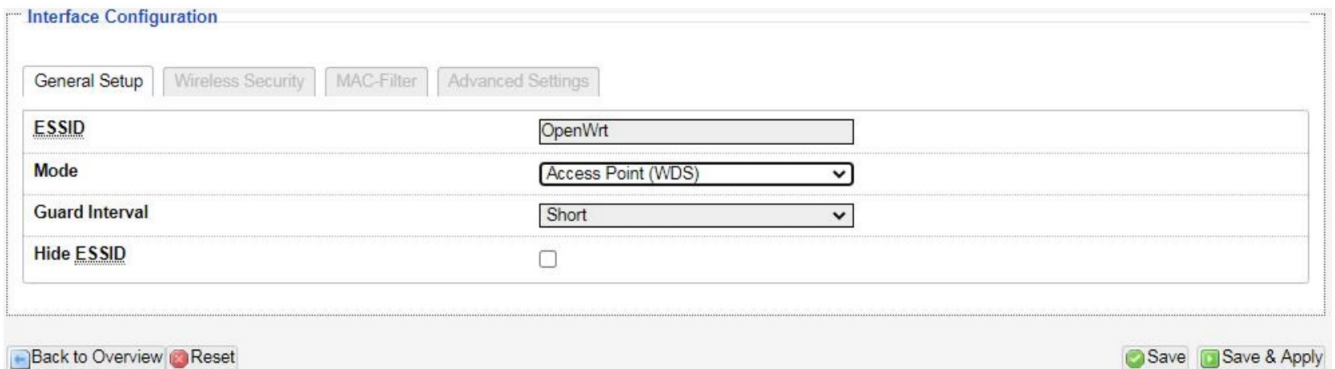 Interface Configuration
General Setup Wireless Security MAC-Filter Advanced Settings
ESSID OpenWrt
Mode Access Point (WDS)
Guard Interval Short
Hide ESSID
Back to Overview Reset Save Save & Apply